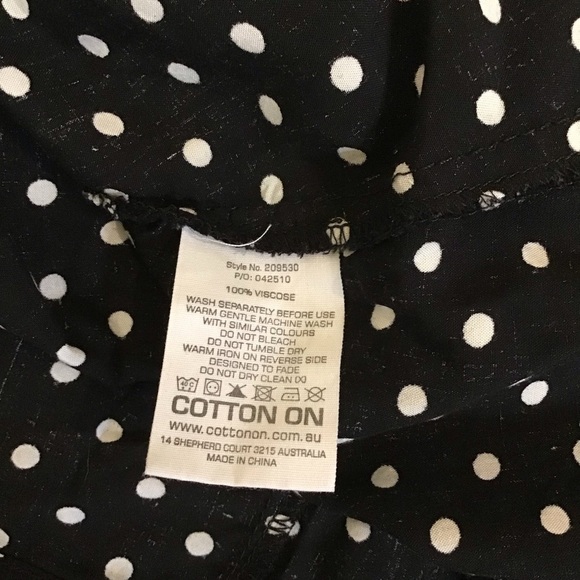 Style No. 209530
P/O: 042510
100% VISCOSE
WASH SEPARATELY BEFORE USE
WARM GENTLE MACHINE WASH
WITH SIMILAR COLOURS
DO NOT BLEACH
DO NOT TUMBLE DRY
WARM IRON ON REVERSE SIDE
DESIGNED TO FADE
DO NOT DRY CLEAN (X)
COTTON ON
www.cottonon.com.au
14 SHEPHERD COURT 3215 AUSTRALIA
MADE IN CHINA